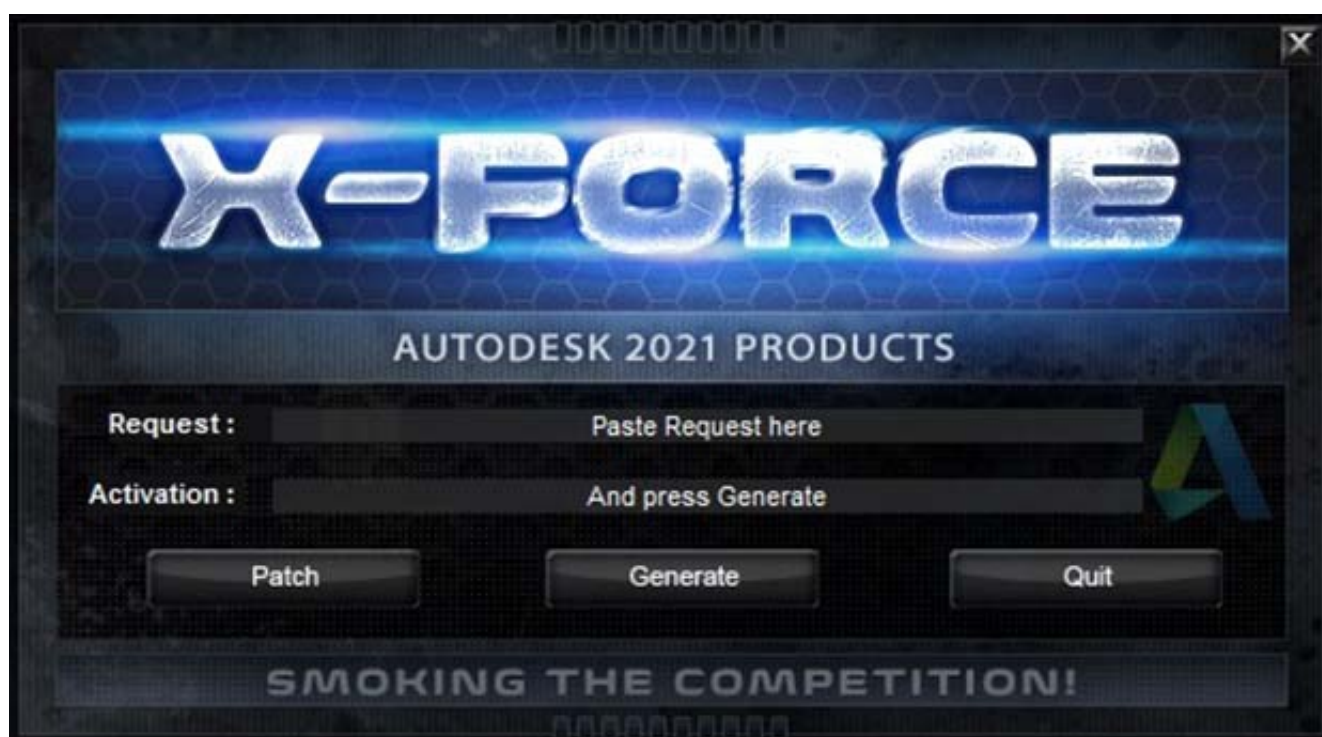 X
X-FORCE
AUTODESK 2021 PRODUCTS
Request : Paste Request here
Activation : And press Generate
Patch Generate Quit
SMOKING THE COMPETITION!